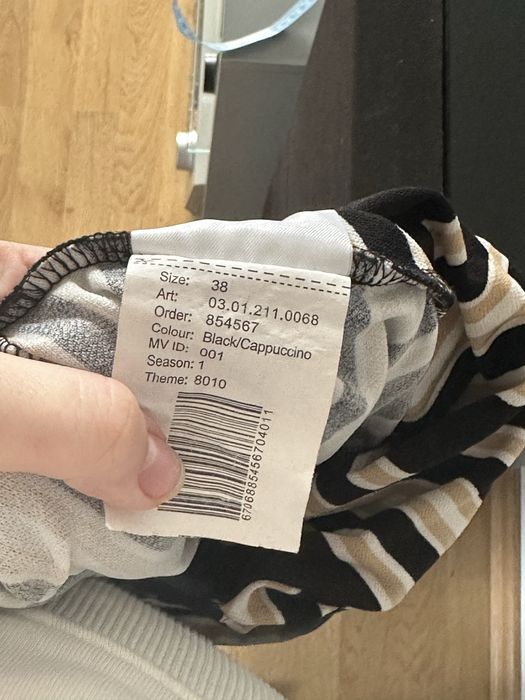 Size: 38
Art: 03.01.211.0068
Order: 854567
Colour: Black/Cappuccino
MV ID: 001
Season: 1
Theme: 8010
6706885456704011